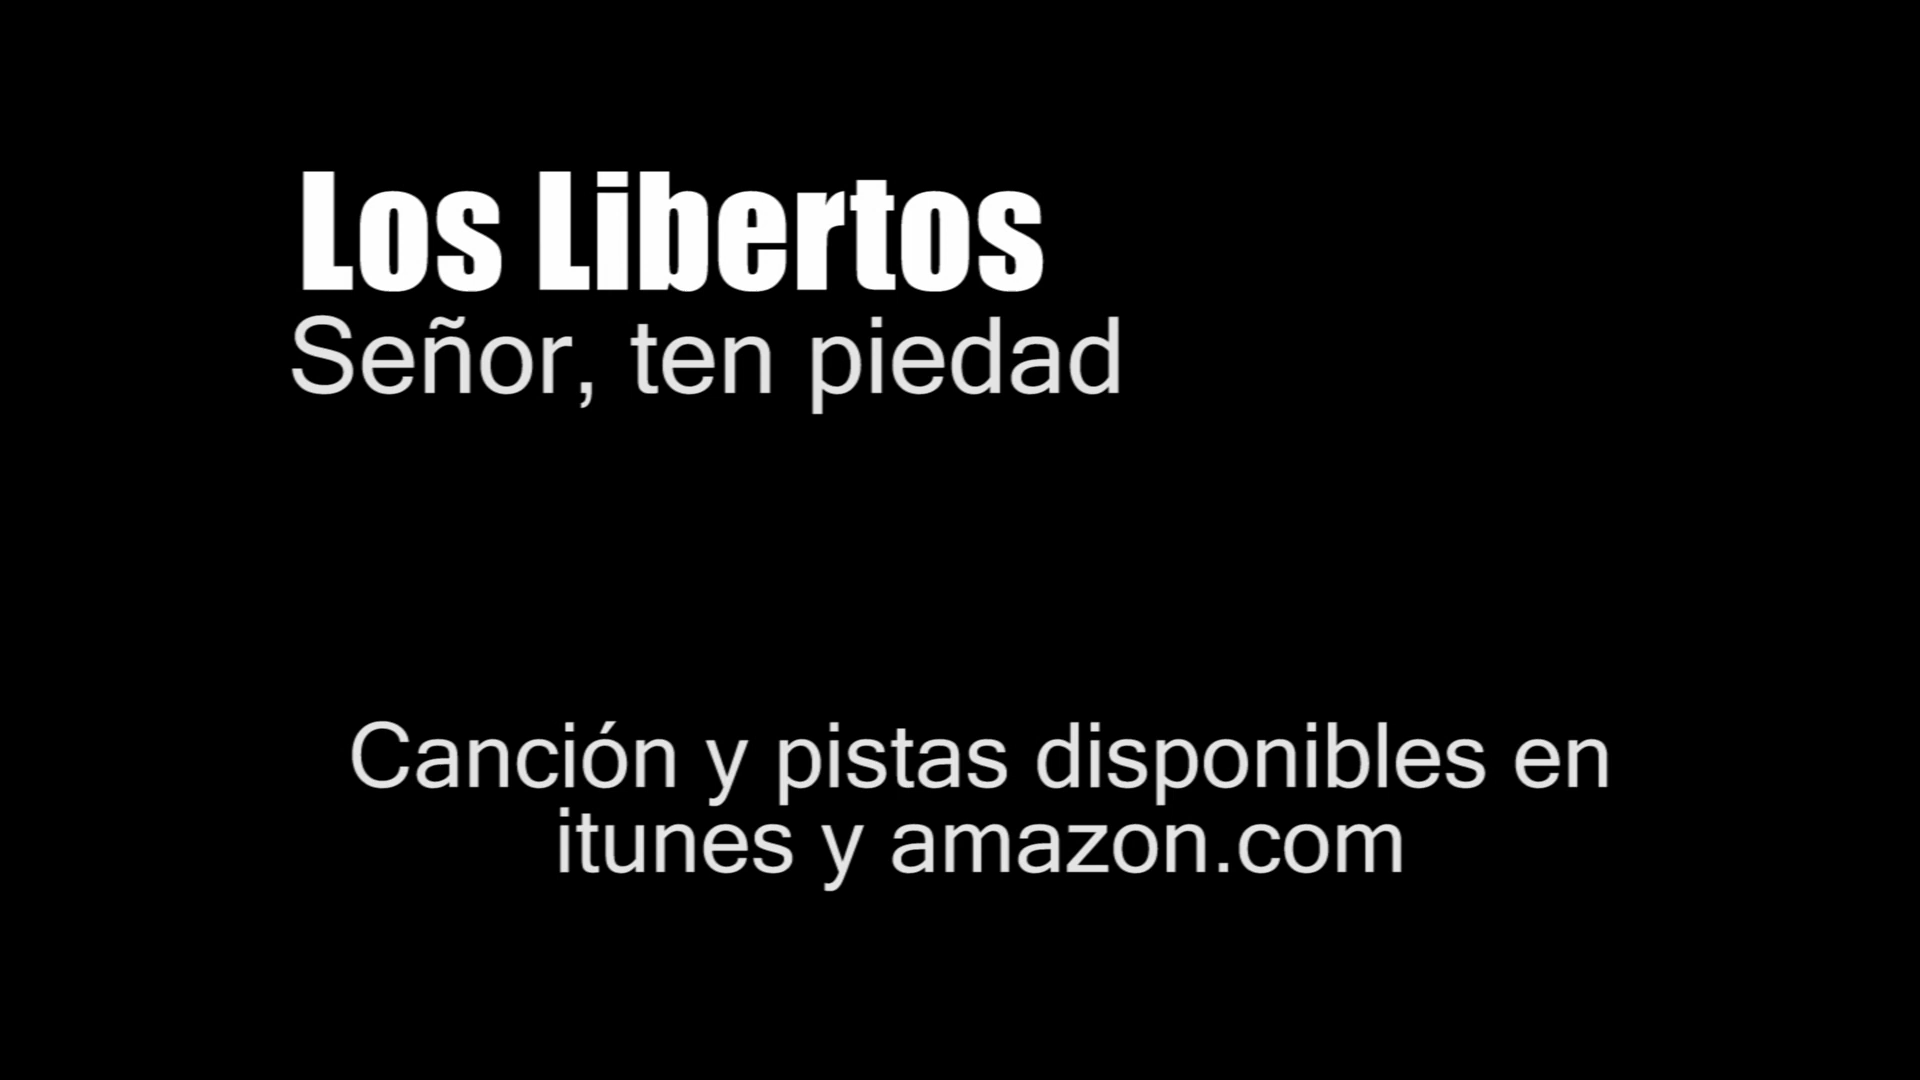 Los Libertos
Señor, ten piedad
Canción y pistas disponibles en
itunes y amazon.com